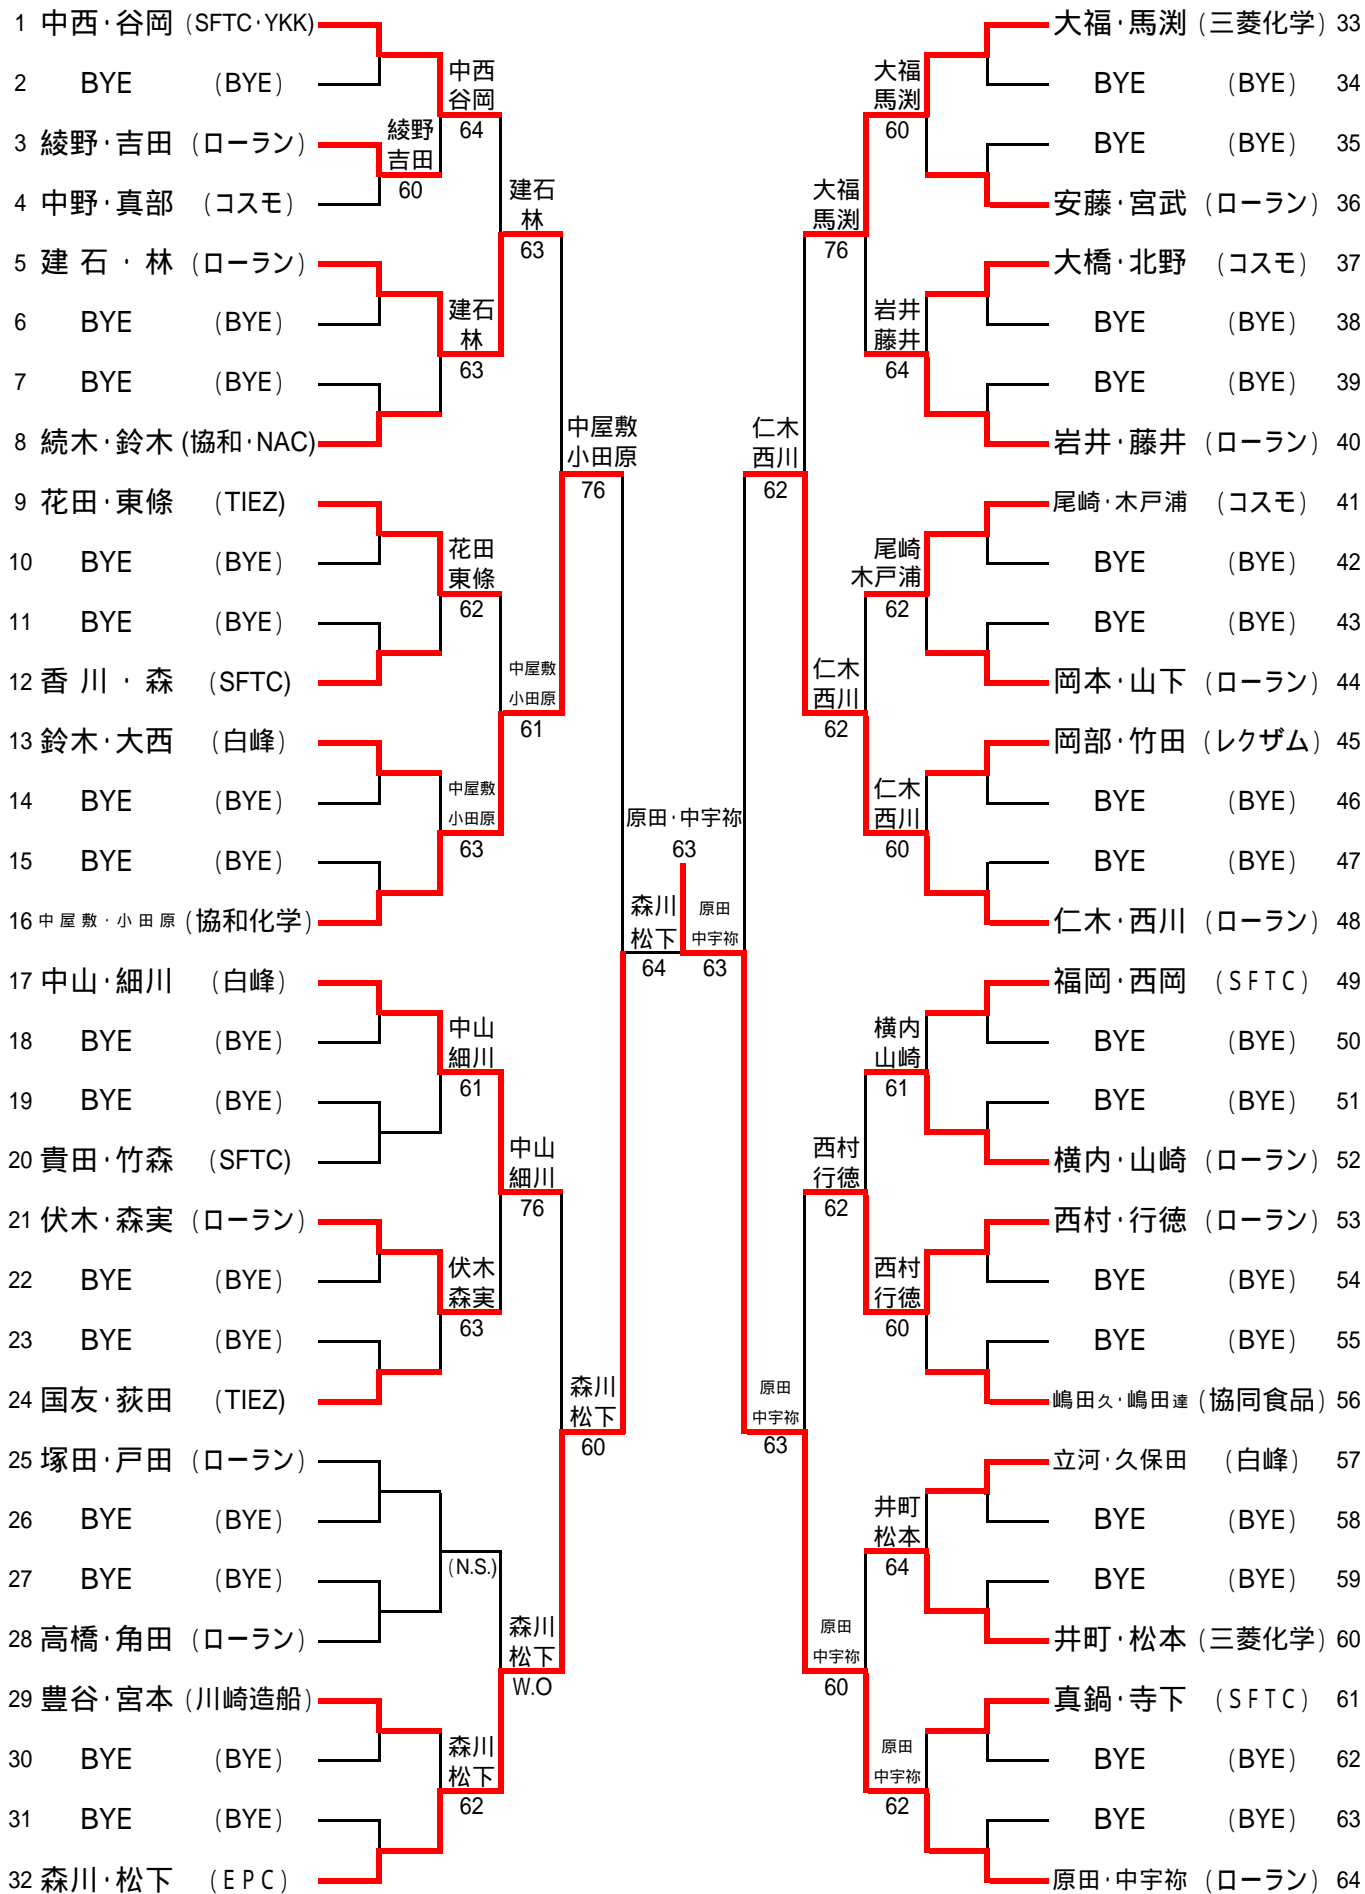 1 中西・谷岡 (SFTC・YKK)
2 BYE (BYE)
3 綾野・吉田 (ローラン)
4 中野・真部 (コスモ)
5 建石・林 (ローラン)
6 BYE (BYE)
7 BYE (BYE)
8 続木・鈴木 (協和・NAC)
9 花田・東條 (TIEZ)
10 BYE (BYE)
11 BYE (BYE)
12 香川・森 (SFTC)
13 鈴木・大西 (白峰)
14 BYE (BYE)
15 BYE (BYE)
16 中屋敷・小田原 (協和化学)
17 中山・細川 (白峰)
18 BYE (BYE)
19 BYE (BYE)
20 貴田・竹森 (SFTC)
21 伏木・森実 (ローラン)
22 BYE (BYE)
23 BYE (BYE)
24 国友・荻田 (TIEZ)
25 塚田・戸田 (ローラン)
26 BYE (BYE)
27 BYE (BYE)
28 高橋・角田 (ローラン)
29 豊谷・宮本 (川崎造船)
30 BYE (BYE)
31 BYE (BYE)
32 森川・松下 (EPC)
綾野
吉田
60
中西
谷岡
64
建石
林
63
花田
東條
62
中屋敷
小田原
63
中山
細川
61
伏木
森実
63
(N.S.)
森川
松下
62
建石
林
63
中屋敷
小田原
61
中山
細川
76
森川
松下
W.O
中屋敷
小田原
76
森川
松下
60
森川
松下
64
原田・中宇祢
63
原田
中宇祢
63
仁木
西川
62
原田
中宇祢
63
大福
馬渕
76
仁木
西川
62
西村
行徳
62
原田
中宇祢
60
大福
馬渕
60
岩井
藤井
64
尾崎
木戸浦
62
仁木
西川
60
横内
山崎
61
西村
行徳
60
井町
松本
64
原田
中宇祢
62
大福・馬渕 (三菱化学) 33
BYE (BYE) 34
BYE (BYE) 35
安藤・宮武 (ローラン) 36
大橋・北野 (コスモ) 37
BYE (BYE) 38
BYE (BYE) 39
岩井・藤井 (ローラン) 40
尾崎・木戸浦 (コスモ) 41
BYE (BYE) 42
BYE (BYE) 43
岡本・山下 (ローラン) 44
岡部・竹田 (レクザム) 45
BYE (BYE) 46
BYE (BYE) 47
仁木・西川 (ローラン) 48
福岡・西岡 (SFTC) 49
BYE (BYE) 50
BYE (BYE) 51
横内・山崎 (ローラン) 52
西村・行徳 (ローラン) 53
BYE (BYE) 54
BYE (BYE) 55
嶋田久・嶋田達 (協同食品) 56
立河・久保田 (白峰) 57
BYE (BYE) 58
BYE (BYE) 59
井町・松本 (三菱化学) 60
真鍋・寺下 (SFTC) 61
BYE (BYE) 62
BYE (BYE) 63
原田・中宇祢 (ローラン) 64